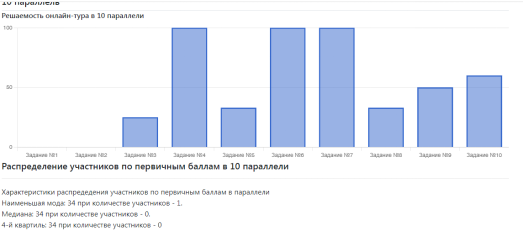 10 параллель
Решаемость онлайн-тура в 10 параллели
100
50
0
Задание №1 Задание №2 Задание №3 Задание №4 Задание №5 Задание №6 Задание №7 Задание №8 Задание №9 Задание №10
Распределение участников по первичным баллам в 10 параллели
Характеристики распределения участников по первичным баллам в параллели
Наименьшая мода: 34 при количестве участников - 1.
Медиана: 34 при количестве участников - 0.
4-й квартиль: 34 при количестве участников - 0